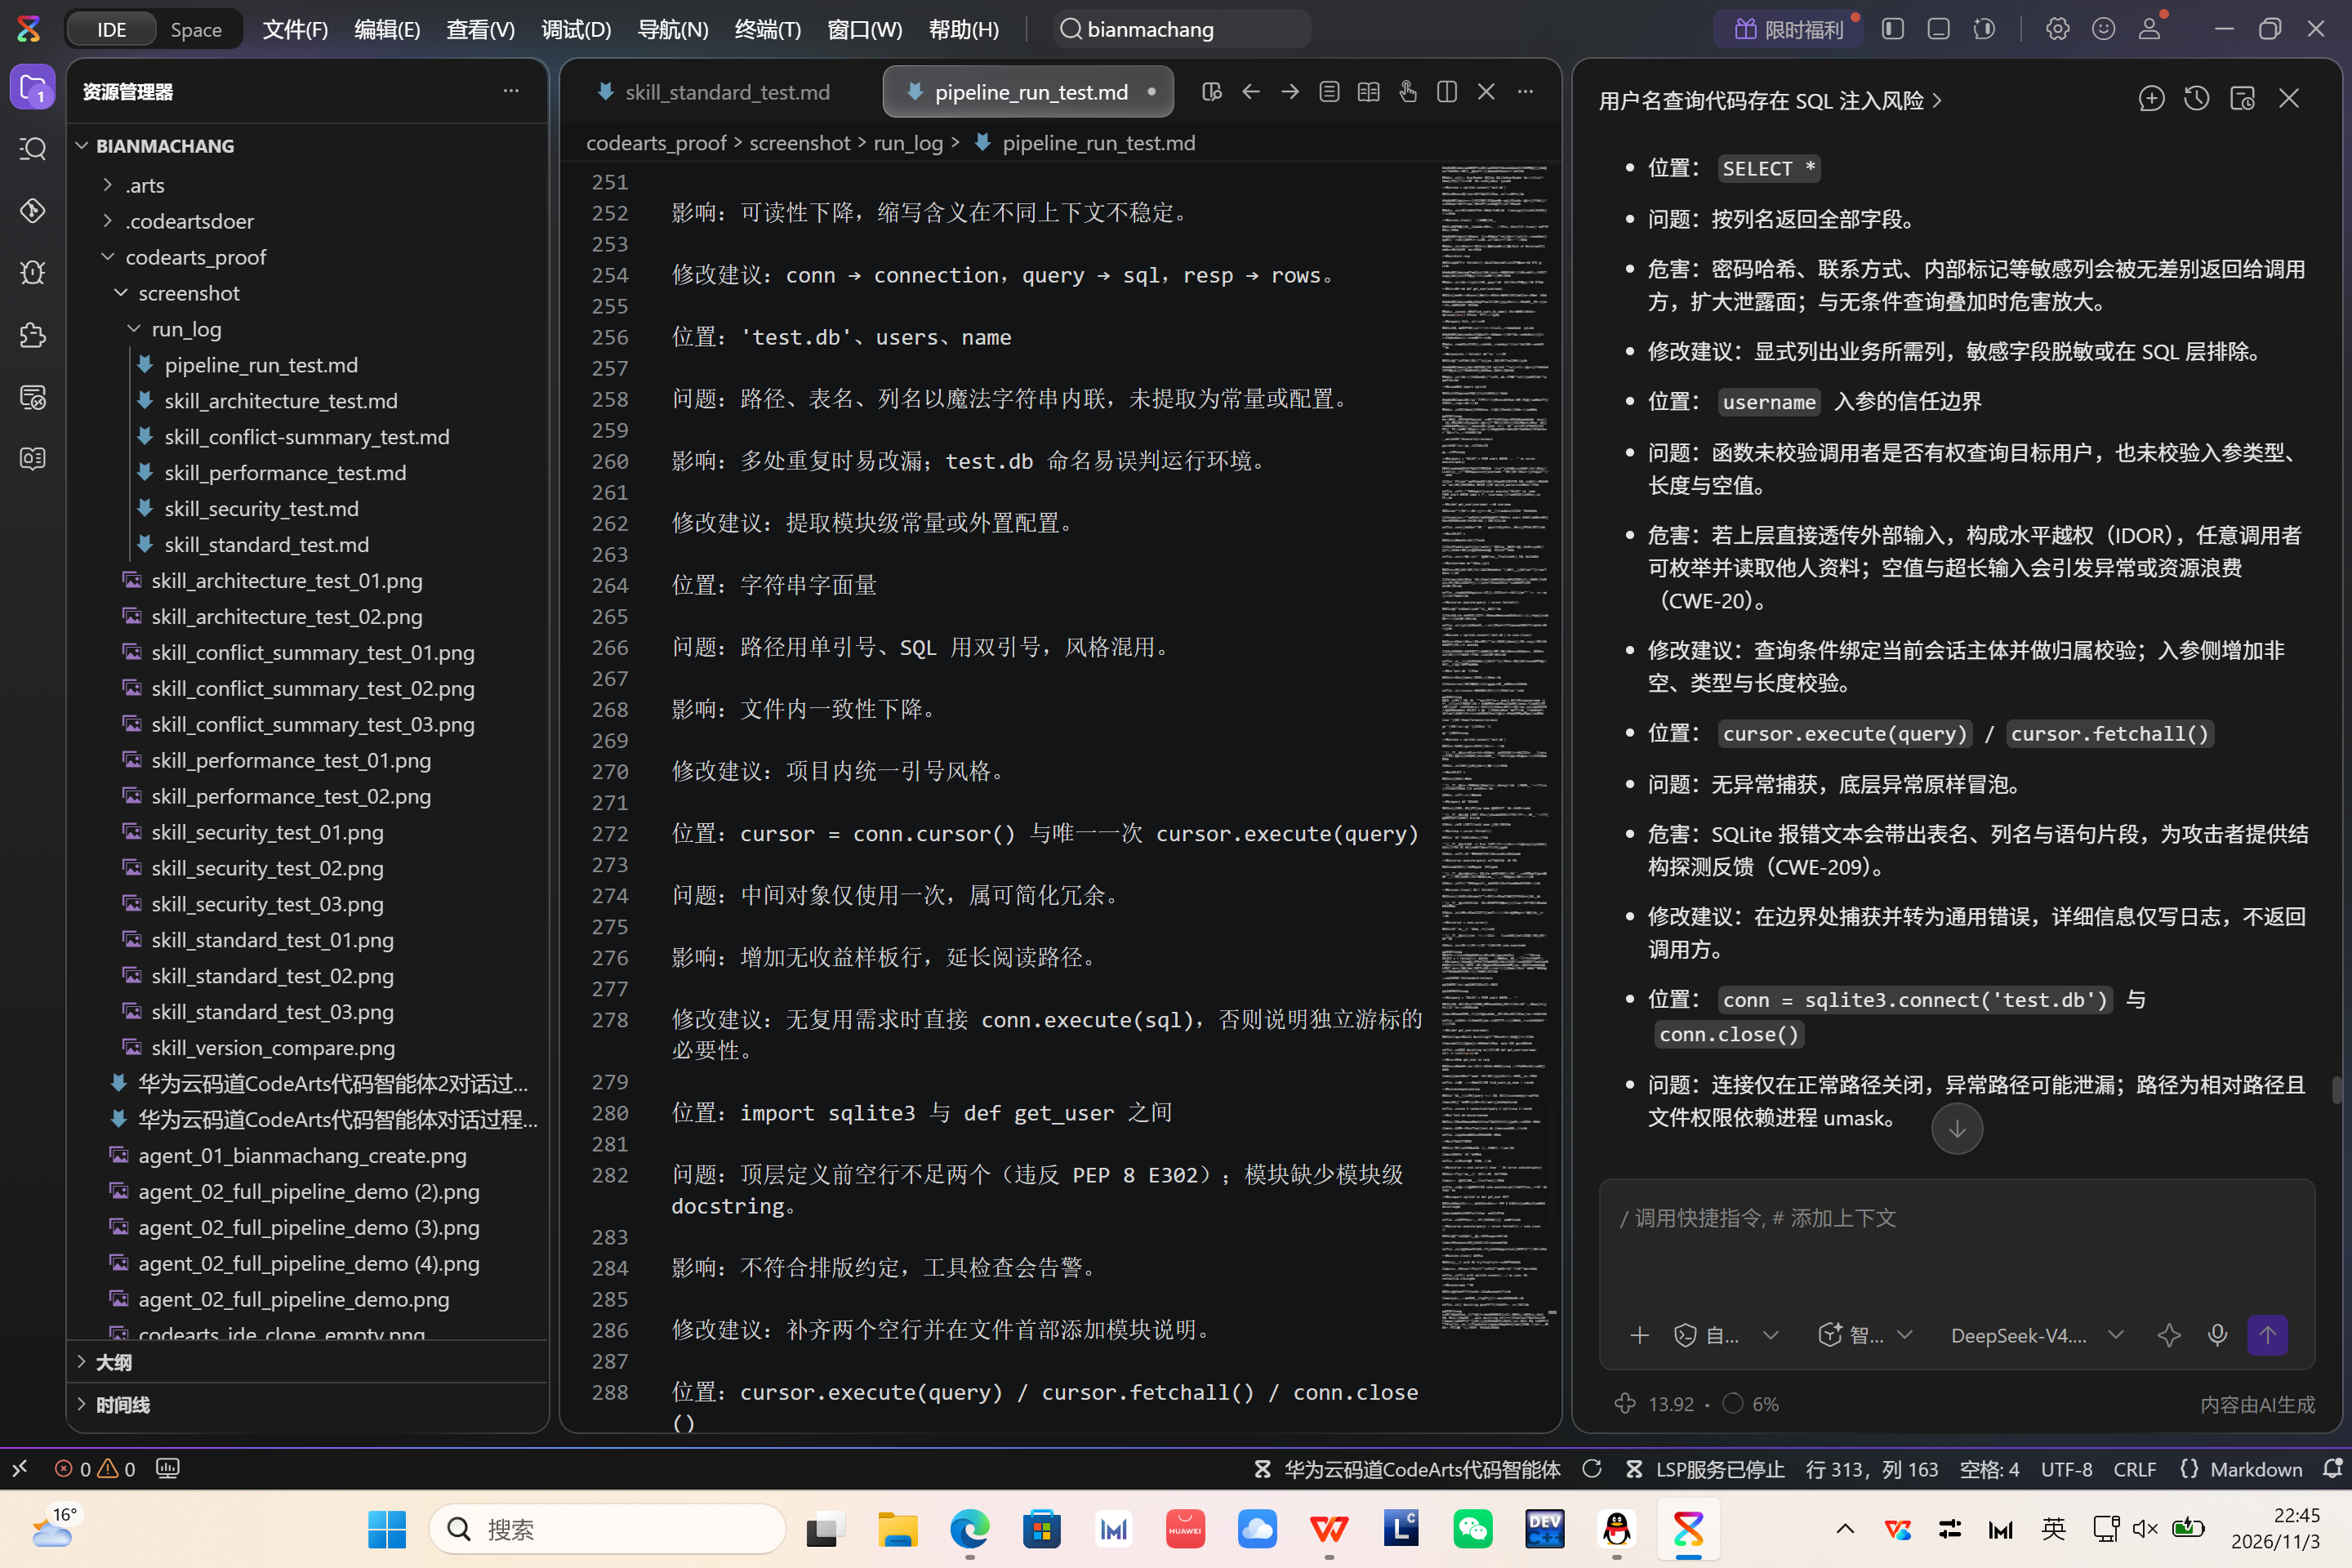 IDE Space 文件(F) 编辑(E) 查看(V) 调试(D) 导航(N) 终端(T) 窗口(W) 帮助(H) bianmachang 限时福利
1
资源管理器
BIANMACHANG
.arts
.codeartsdoer
codearts_proof
screenshot
run_log
pipeline_run_test.md
skill_architecture_test.md
skill_conflict-summary_test.md
skill_performance_test.md
skill_security_test.md
skill_standard_test.md
skill_architecture_test_01.png
skill_architecture_test_02.png
skill_conflict_summary_test_01.png
skill_conflict_summary_test_02.png
skill_conflict_summary_test_03.png
skill_performance_test_01.png
skill_performance_test_02.png
skill_security_test_01.png
skill_security_test_02.png
skill_security_test_03.png
skill_standard_test_01.png
skill_standard_test_02.png
skill_standard_test_03.png
skill_version_compare.png
华为云码道CodeArts代码智能体2对话过...
华为云码道CodeArts代码智能体对话过程...
agent_01_bianmachang_create.png
agent_02_full_pipeline_demo (2).png
agent_02_full_pipeline_demo (3).png
agent_02_full_pipeline_demo (4).png
agent_02_full_pipeline_demo.png
codearts_ide_clone_empty.png
大纲
时间线
skill_standard_test.md pipeline_run_test.md
codearts_proof > screenshot > run_log > pipeline_run_test.md
251
252 影响：可读性下降，缩写含义在不同上下文不稳定。
253
254 修改建议：conn → connection，query → sql，resp → rows。
255
256 位置：'test.db'、users、name
257
258 问题：路径、表名、列名以魔法字符串内联，未提取为常量或配置。
259
260 影响：多处重复时易改漏；test.db 命名易误判运行环境。
261
262 修改建议：提取模块级常量或外置配置。
263
264 位置：字符串字面量
265
266 问题：路径用单引号、SQL 用双引号，风格混用。
267
268 影响：文件内一致性下降。
269
270 修改建议：项目内统一引号风格。
271
272 位置：cursor = conn.cursor() 与唯一一次 cursor.execute(query)
273
274 问题：中间对象仅使用一次，属可简化冗余。
275
276 影响：增加无收益样板行，延长阅读路径。
277
278 修改建议：无复用需求时直接 conn.execute(sql)，否则说明独立游标的
必要性。
279
280 位置：import sqlite3 与 def get_user 之间
281
282 问题：顶层定义前空行不足两个（违反 PEP 8 E302）；模块缺少模块级
docstring。
283
284 影响：不符合排版约定，工具检查会告警。
285
286 修改建议：补齐两个空行并在文件首部添加模块说明。
287
288 位置：cursor.execute(query) / cursor.fetchall() / conn.close
()
用户名查询代码存在 SQL 注入风险
位置： SELECT *
问题：按列名返回全部字段。
危害：密码哈希、联系方式、内部标记等敏感列会被无差别返回给调用
方，扩大泄露面；与无条件查询叠加时危害放大。
修改建议：显式列出业务所需列，敏感字段脱敏或在 SQL 层排除。
位置： username 入参的信任边界
问题：函数未校验调用者是否有权查询目标用户，也未校验入参类型、
长度与空值。
危害：若上层直接透传外部输入，构成水平越权（IDOR），任意调用者
可枚举并读取他人资料；空值与超长输入会引发异常或资源浪费
（CWE-20）。
修改建议：查询条件绑定当前会话主体并做归属校验；入参侧增加非
空、类型与长度校验。
位置： cursor.execute(query) / cursor.fetchall()
问题：无异常捕获，底层异常原样冒泡。
危害：SQLite 报错文本会带出表名、列名与语句片段，为攻击者提供结
构探测反馈（CWE-209）。
修改建议：在边界处捕获并转为通用错误，详细信息仅写日志，不返回
调用方。
位置： conn = sqlite3.connect('test.db') 与
conn.close()
问题：连接仅在正常路径关闭，异常路径可能泄漏；路径为相对路径且
文件权限依赖进程 umask。
/ 调用快捷指令, # 添加上下文
自... 智... DeepSeek-V4....
13.92 · 6% 内容由AI生成
0 0 华为云码道CodeArts代码智能体 LSP服务已停止 行 313，列 163 空格: 4 UTF-8 CRLF {} Markdown
16° 搜索 HUAWEI LC DEV C++ 英 22:45
2026/11/3